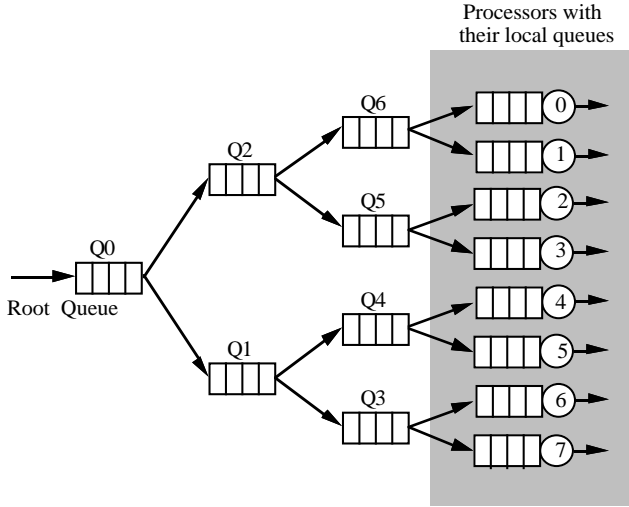 Processors with
their local queues
Q6
0
Q2
1
Q5
2
Q0
3
Root Queue
Q4
4
Q1
5
Q3
6
7